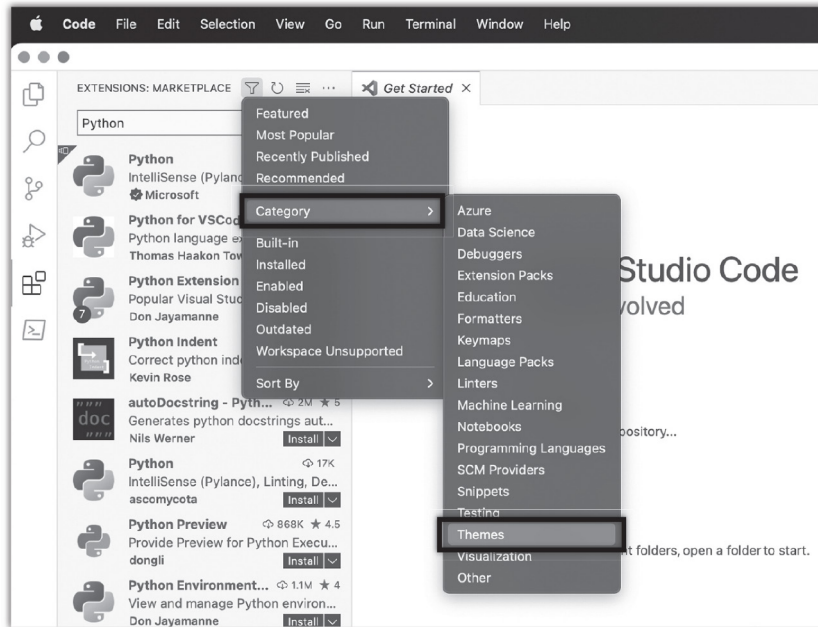 Code File Edit Selection View Go Run Terminal Window Help
EXTENSIONS: MARKETPLACE
Get Started
Python
Featured
Most Popular
Recently Published
Recommended
Category
Built-in
Installed
Enabled
Disabled
Outdated
Workspace Unsupported
Sort By
Azure
Data Science
Debuggers
Extension Packs
Education
Formatters
Keymaps
Language Packs
Linters
Machine Learning
Notebooks
Programming Languages
SCM Providers
Snippets
Testing
Themes
Visualization
Other
Python
IntelliSense (Pylanc
Microsoft
Python for VSCod
Python language e
Thomas Haakon Tow
Python Extension
Popular Visual Stud
Don Jayamanne
7
Python Indent
Correct python inde
Kevin Rose
autoDocstring - Pyth... 2M ★ 5
doc
Generates python docstrings aut...
Nils Werner Install
Python 17K
IntelliSense (Pylance), Linting, De...
ascomycota Install
Python Preview 868K ★ 4.5
Provide Preview for Python Execu...
dongli Install
Python Environment... 1.1M ★ 4
View and manage Python environ...
Don Jayamanne Install
Studio Code
volved
pository...
nt folders, open a folder to start.